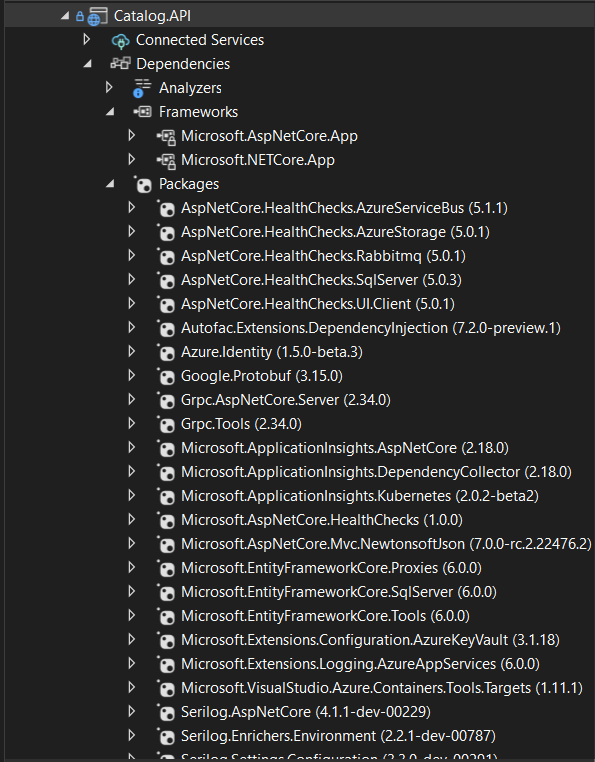 Catalog.API
Connected Services
Dependencies
Analyzers
Frameworks
Microsoft.AspNetCore.App
Microsoft.NETCore.App
Packages
AspNetCore.HealthChecks.AzureServiceBus (5.1.1)
AspNetCore.HealthChecks.AzureStorage (5.0.1)
AspNetCore.HealthChecks.Rabbitmq (5.0.1)
AspNetCore.HealthChecks.SqlServer (5.0.3)
AspNetCore.HealthChecks.UI.Client (5.0.1)
Autofac.Extensions.DependencyInjection (7.2.0-preview.1)
Azure.Identity (1.5.0-beta.3)
Google.Protobuf (3.15.0)
Grpc.AspNetCore.Server (2.34.0)
Grpc.Tools (2.34.0)
Microsoft.ApplicationInsights.AspNetCore (2.18.0)
Microsoft.ApplicationInsights.DependencyCollector (2.18.0)
Microsoft.ApplicationInsights.Kubernetes (2.0.2-beta2)
Microsoft.AspNetCore.HealthChecks (1.0.0)
Microsoft.AspNetCore.Mvc.NewtonsoftJson (7.0.0-rc.2.22476.2)
Microsoft.EntityFrameworkCore.Proxies (6.0.0)
Microsoft.EntityFrameworkCore.SqlServer (6.0.0)
Microsoft.EntityFrameworkCore.Tools (6.0.0)
Microsoft.Extensions.Configuration.AzureKeyVault (3.1.18)
Microsoft.Extensions.Logging.AzureAppServices (6.0.0)
Microsoft.VisualStudio.Azure.Containers.Tools.Targets (1.11.1)
Serilog.AspNetCore (4.1.1-dev-00229)
Serilog.Enrichers.Environment (2.2.1-dev-00787)
Serilog.Settings.Configuration